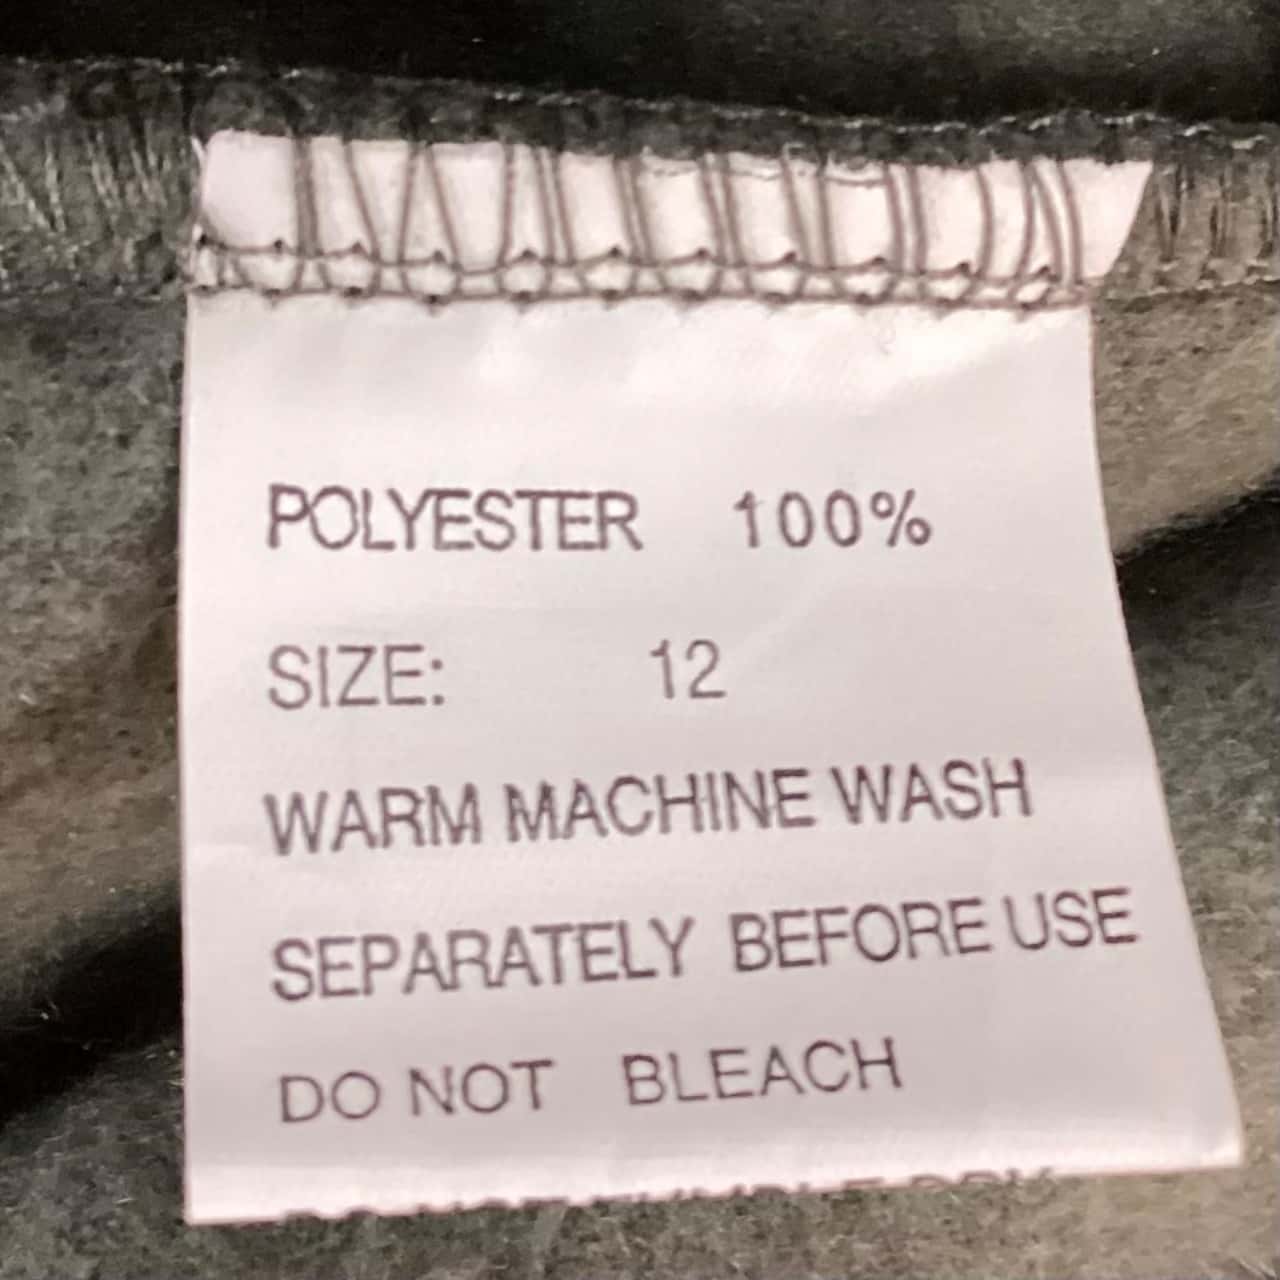 POLYESTER 100%
SIZE: 12
WARM MACHINE WASH
SEPARATELY BEFORE USE
DO NOT BLEACH